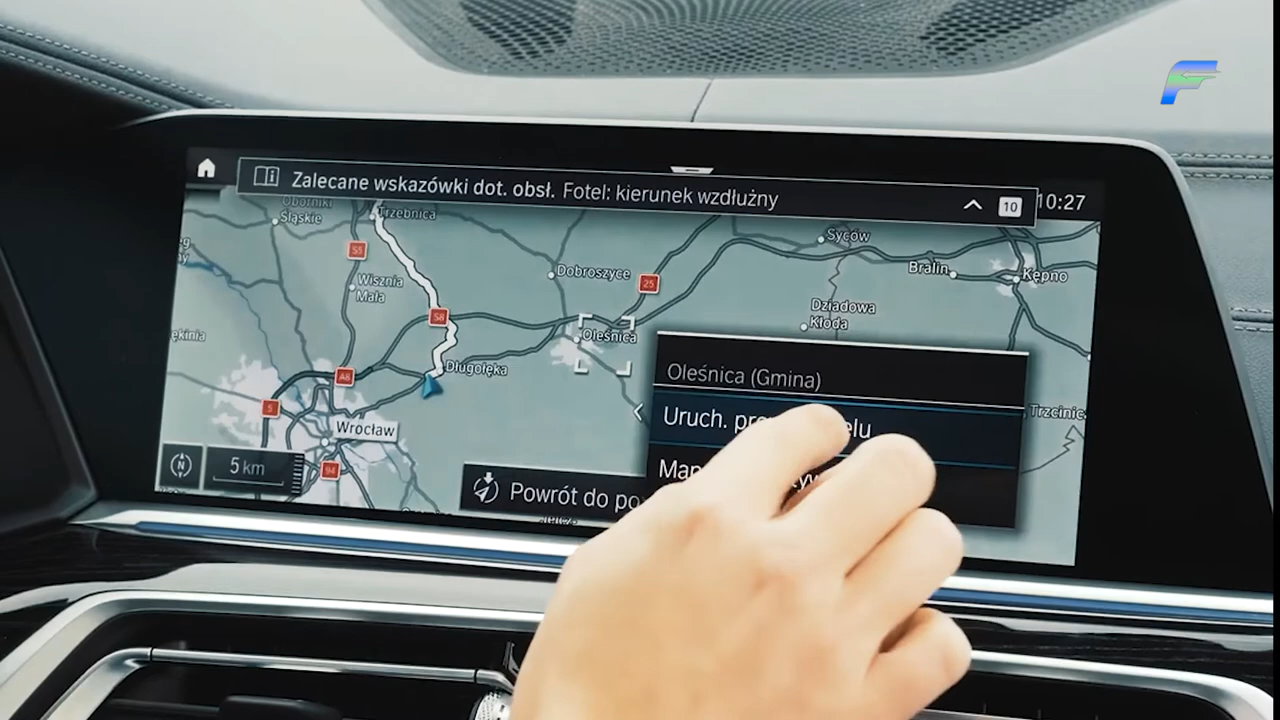 Zalecane wskazówki dot. obsł. Fotel: kierunek wzdłużny
10
10:27
Oborniki
Śląskie
Trzebnica
S5
Wisznia
Mała
Dobroszyce
25
Syców
Bralin
Kępno
S8
Dziadowa
Kłoda
Oleśnica
Długołęka
A8
5
Wrocław
94
5 km
N
Oleśnica (Gmina)
Uruch.
Powrót do